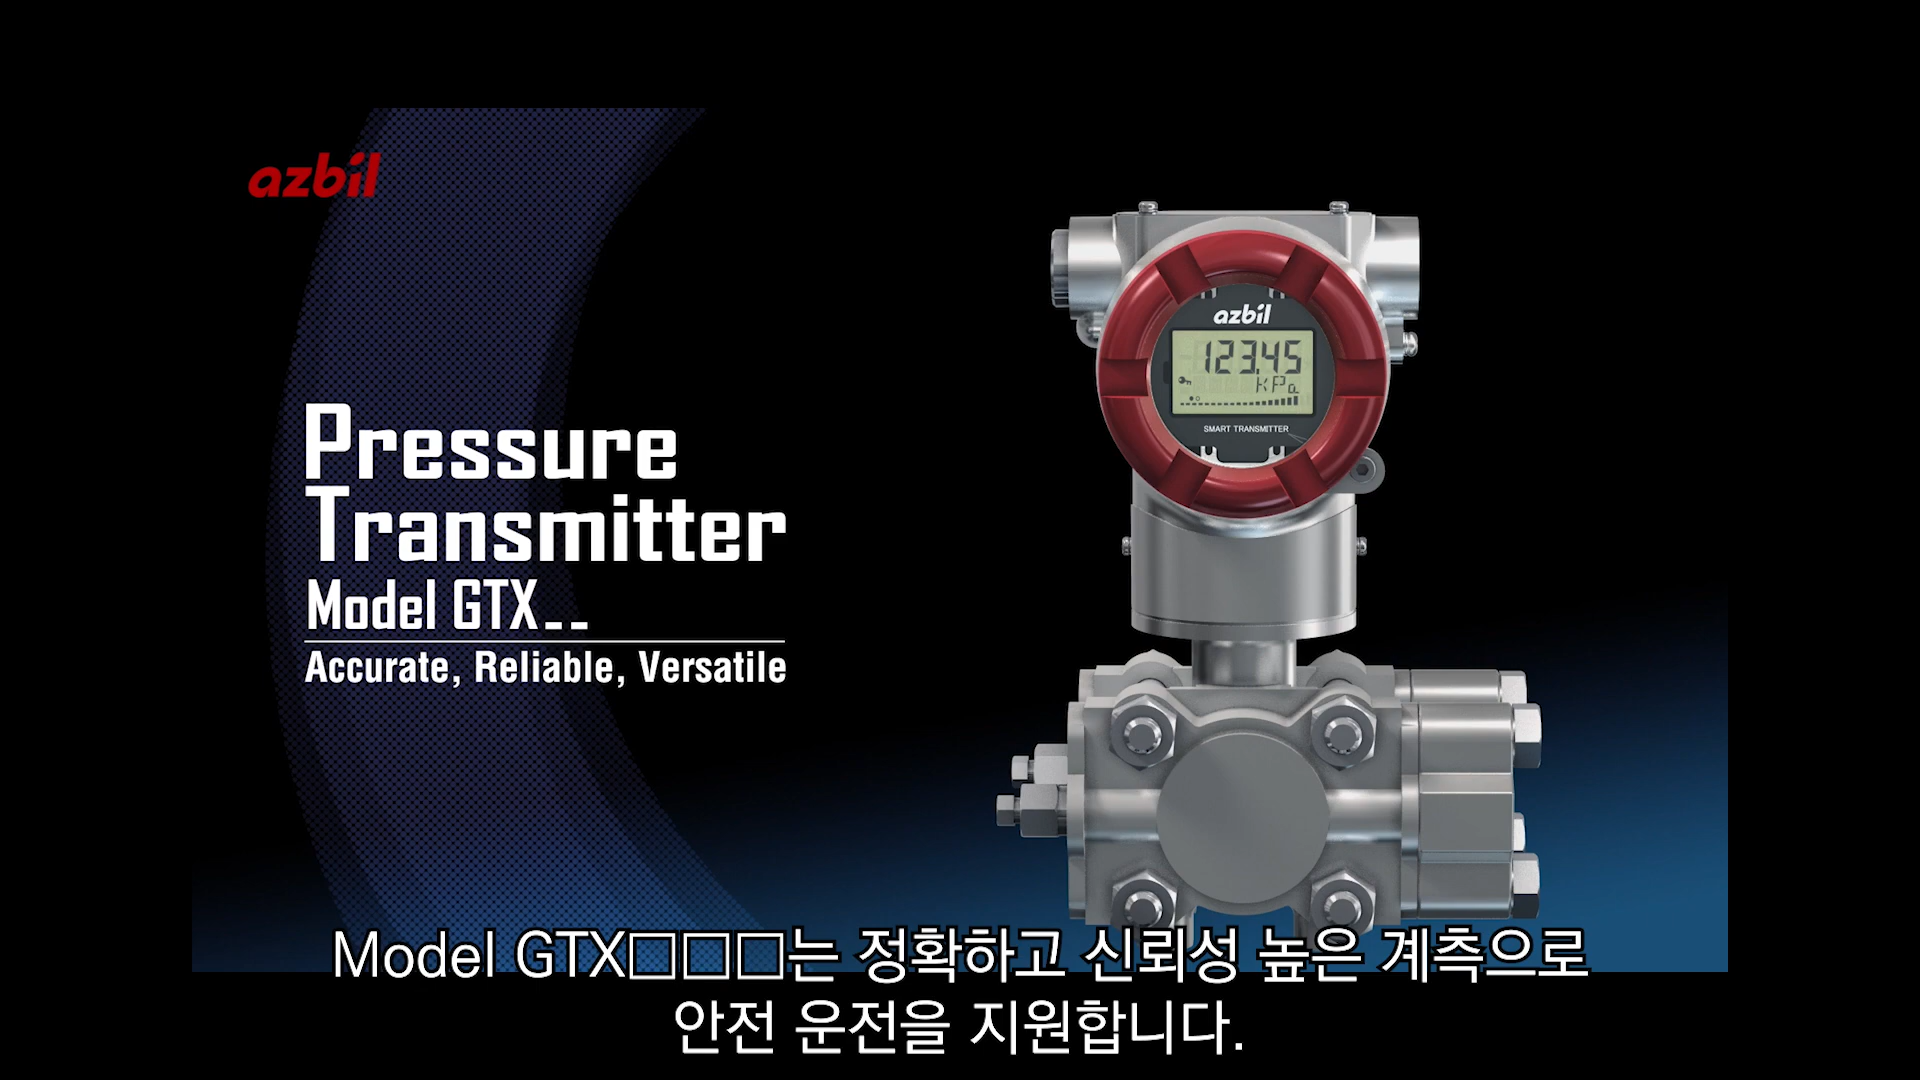 azbil
Pressure
Transmitter
Model GTX_ _
Accurate, Reliable, Versatile
azbil
123.45
KPa
SMART TRANSMITTER
Model GTX□□□는 정확하고 신뢰성 높은 계측으로
안전 운전을 지원합니다.